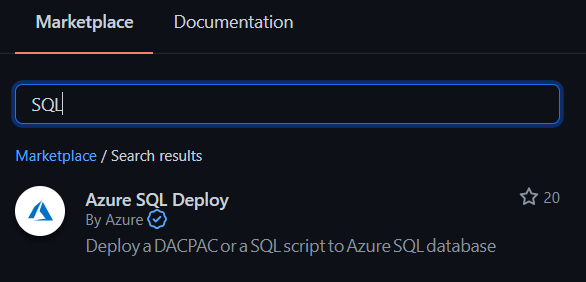 Marketplace Documentation
SQL
Marketplace / Search results
Azure SQL Deploy 20
By Azure
Deploy a DACPAC or a SQL script to Azure SQL database